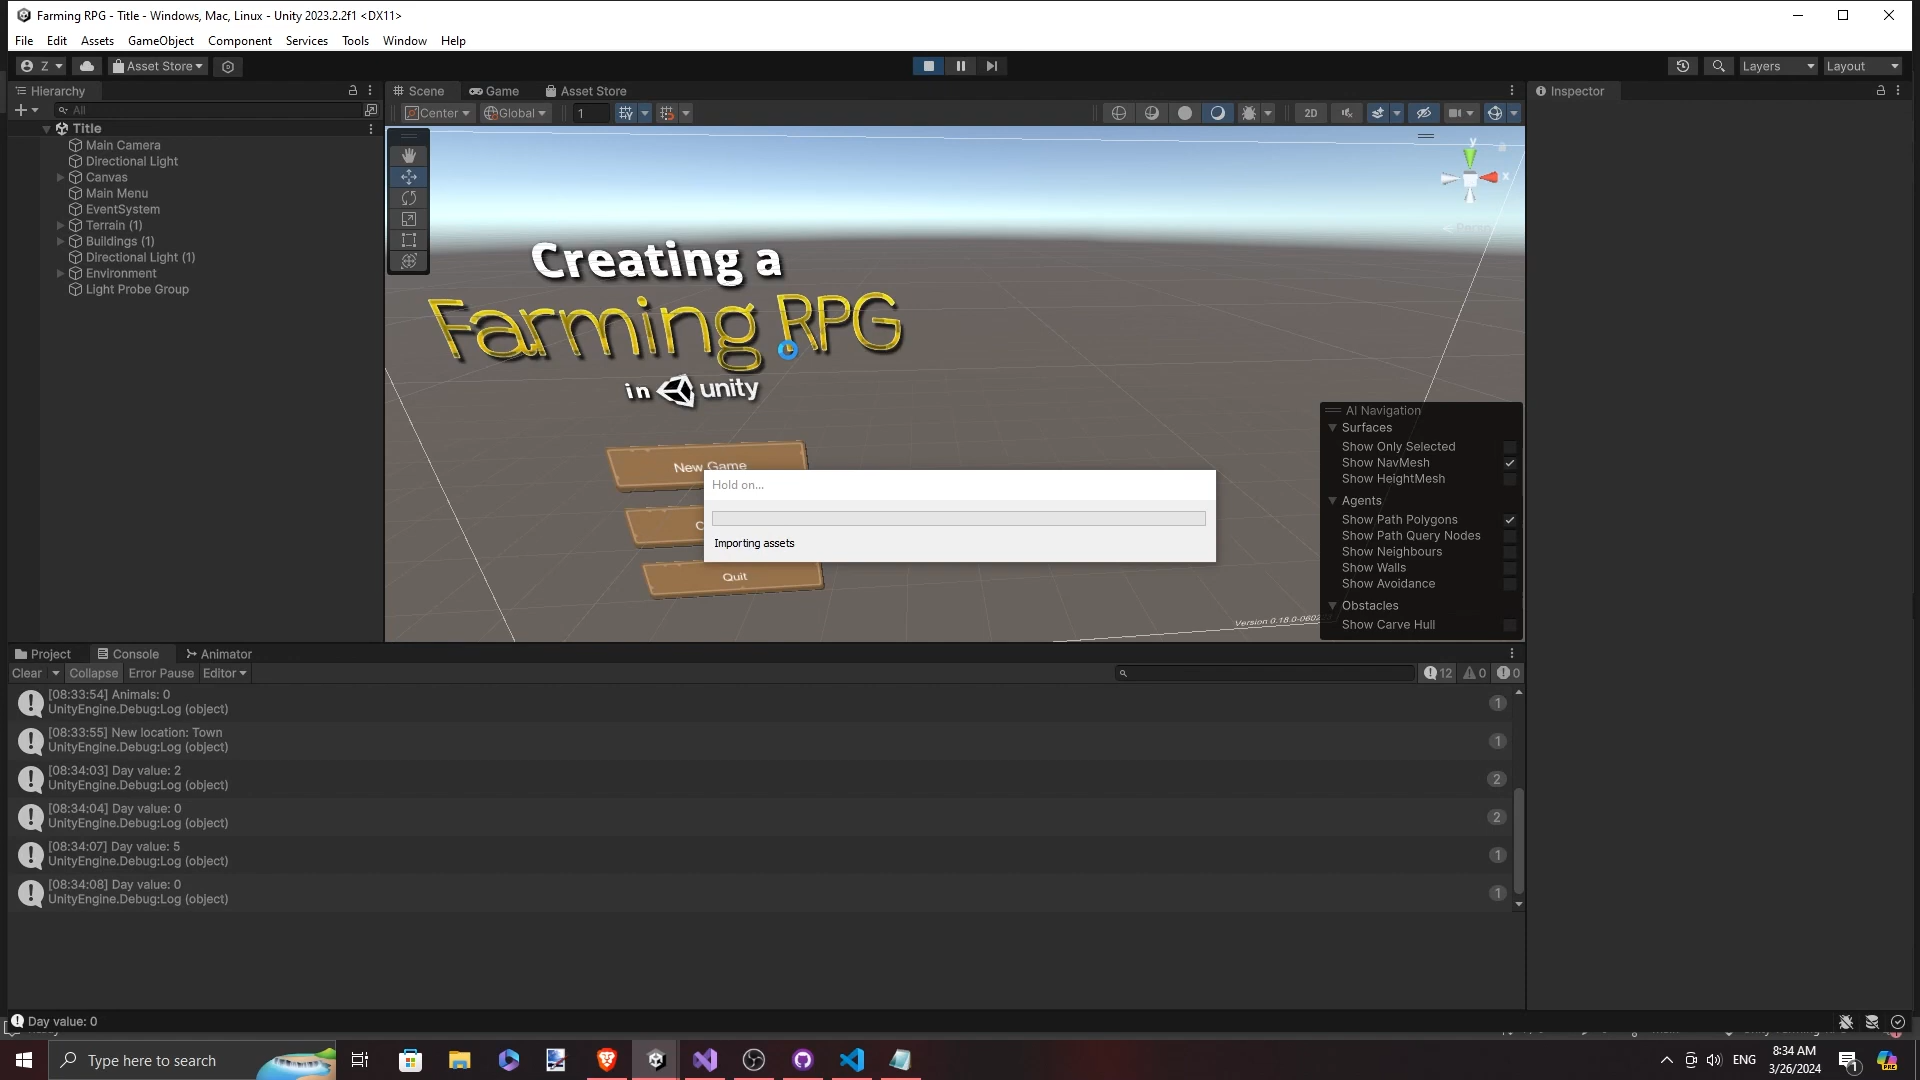 Farming RPG - Title - Windows, Mac, Linux - Unity 2023.2.2f1 <DX11>
File Edit Assets GameObject Component Services Tools Window Help
Z Asset Store Layers Layout
Hierarchy
All
Title
Main Camera
Directional Light
Canvas
Main Menu
EventSystem
Terrain (1)
Buildings (1)
Directional Light (1)
Environment
Light Probe Group
Scene Game Asset Store
Center Global 1 2D
y
x
Persp
Creating a
Farming RPG
in unity
New Game
Quit
Hold on...
Importing assets
AI Navigation
Surfaces
Show Only Selected
Show NavMesh
Show HeightMesh
Agents
Show Path Polygons
Show Path Query Nodes
Show Neighbours
Show Walls
Show Avoidance
Obstacles
Show Carve Hull
Inspector
Project Console Animator
Clear Collapse Error Pause Editor 12 0 0
[08:33:54] Animals: 0
UnityEngine.Debug:Log (object) 1
[08:33:55] New location: Town
UnityEngine.Debug:Log (object) 1
[08:34:03] Day value: 2
UnityEngine.Debug:Log (object) 2
[08:34:04] Day value: 0
UnityEngine.Debug:Log (object) 2
[08:34:07] Day value: 5
UnityEngine.Debug:Log (object) 1
[08:34:08] Day value: 0
UnityEngine.Debug:Log (object) 1
Day value: 0
Type here to search
ENG
8:34 AM
3/26/2024
1
PRE